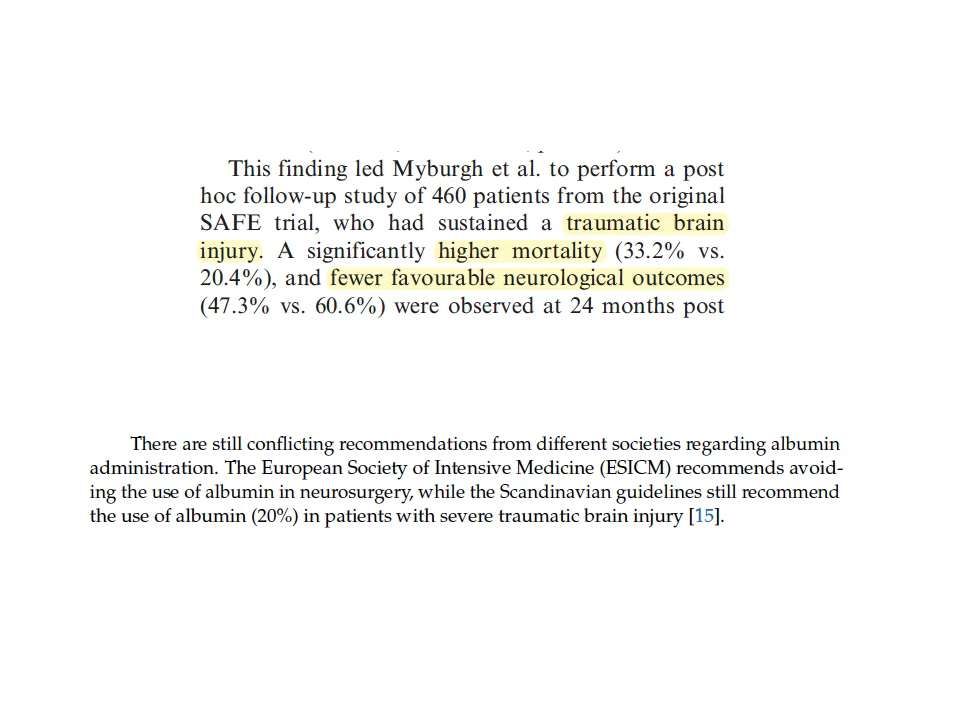 This finding led Myburgh et al. to perform a post
hoc follow-up study of 460 patients from the original
SAFE trial, who had sustained a traumatic brain
injury. A significantly higher mortality (33.2% vs.
20.4%), and fewer favourable neurological outcomes
(47.3% vs. 60.6%) were observed at 24 months post
There are still conflicting recommendations from different societies regarding albumin
administration. The European Society of Intensive Medicine (ESICM) recommends avoid-
ing the use of albumin in neurosurgery, while the Scandinavian guidelines still recommend
the use of albumin (20%) in patients with severe traumatic brain injury [15].